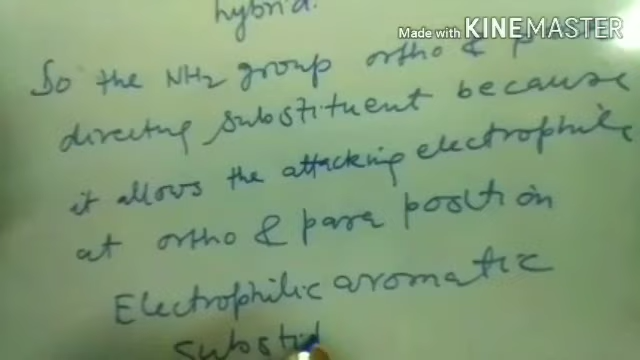 hybrid.
Made with KINEMASTER
So the NH2 group ortho &
directing substituent because
it allows the attacking electrophile
at ortho & para position
Electrophilic aromatic
substit